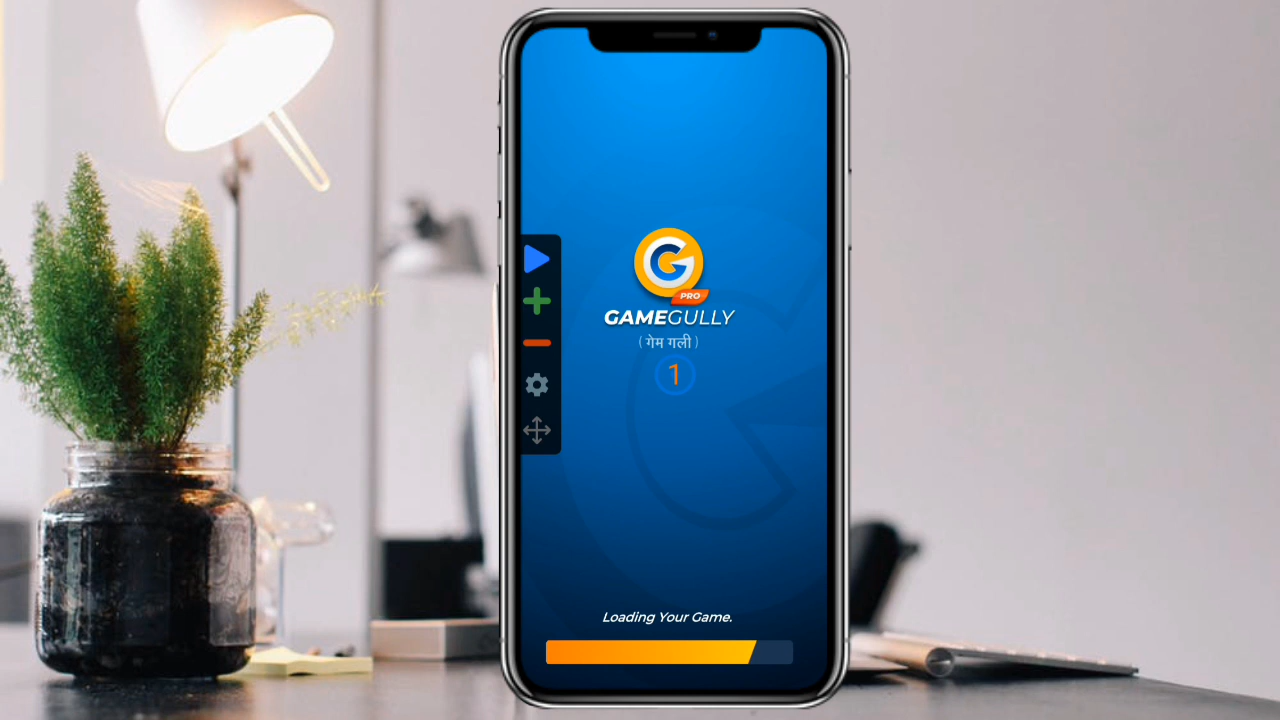 PRO
GAMEGULLY
( गेम गली )
1
Loading Your Game.